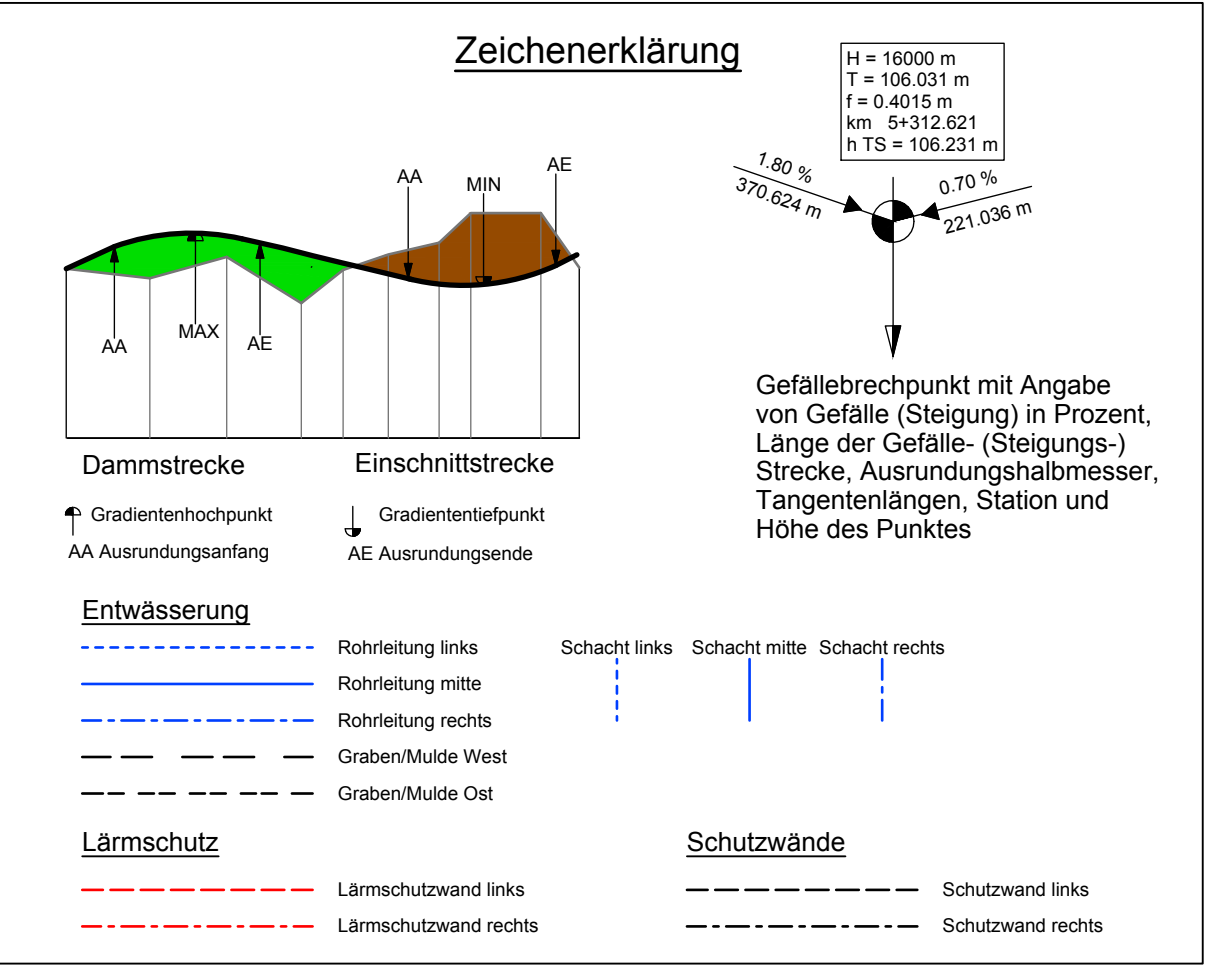 Zeichenerklärung
H = 16000 m
T = 106.031 m
f = 0.4015 m
km 5+312.621
h TS = 106.231 m
1.80 %
370.624 m
0.70 %
221.036 m
AA
MIN
AE
AA
MAX
AE
Gefällebrechpunkt mit Angabe
von Gefälle (Steigung) in Prozent,
Länge der Gefälle- (Steigungs-)
Strecke, Ausrundungshalbmesser,
Tangentenlängen, Station und
Höhe des Punktes
Dammstrecke
Einschnittstrecke
Gradientenhochpunkt
Gradiententiefpunkt
AA Ausrundungsanfang
AE Ausrundungsende
Entwässerung
Rohrleitung links
Rohrleitung mitte
Rohrleitung rechts
Graben/Mulde West
Graben/Mulde Ost
Schacht links
Schacht mitte
Schacht rechts
Lärmschutz
Lärmschutzwand links
Lärmschutzwand rechts
Schutzwände
Schutzwand links
Schutzwand rechts